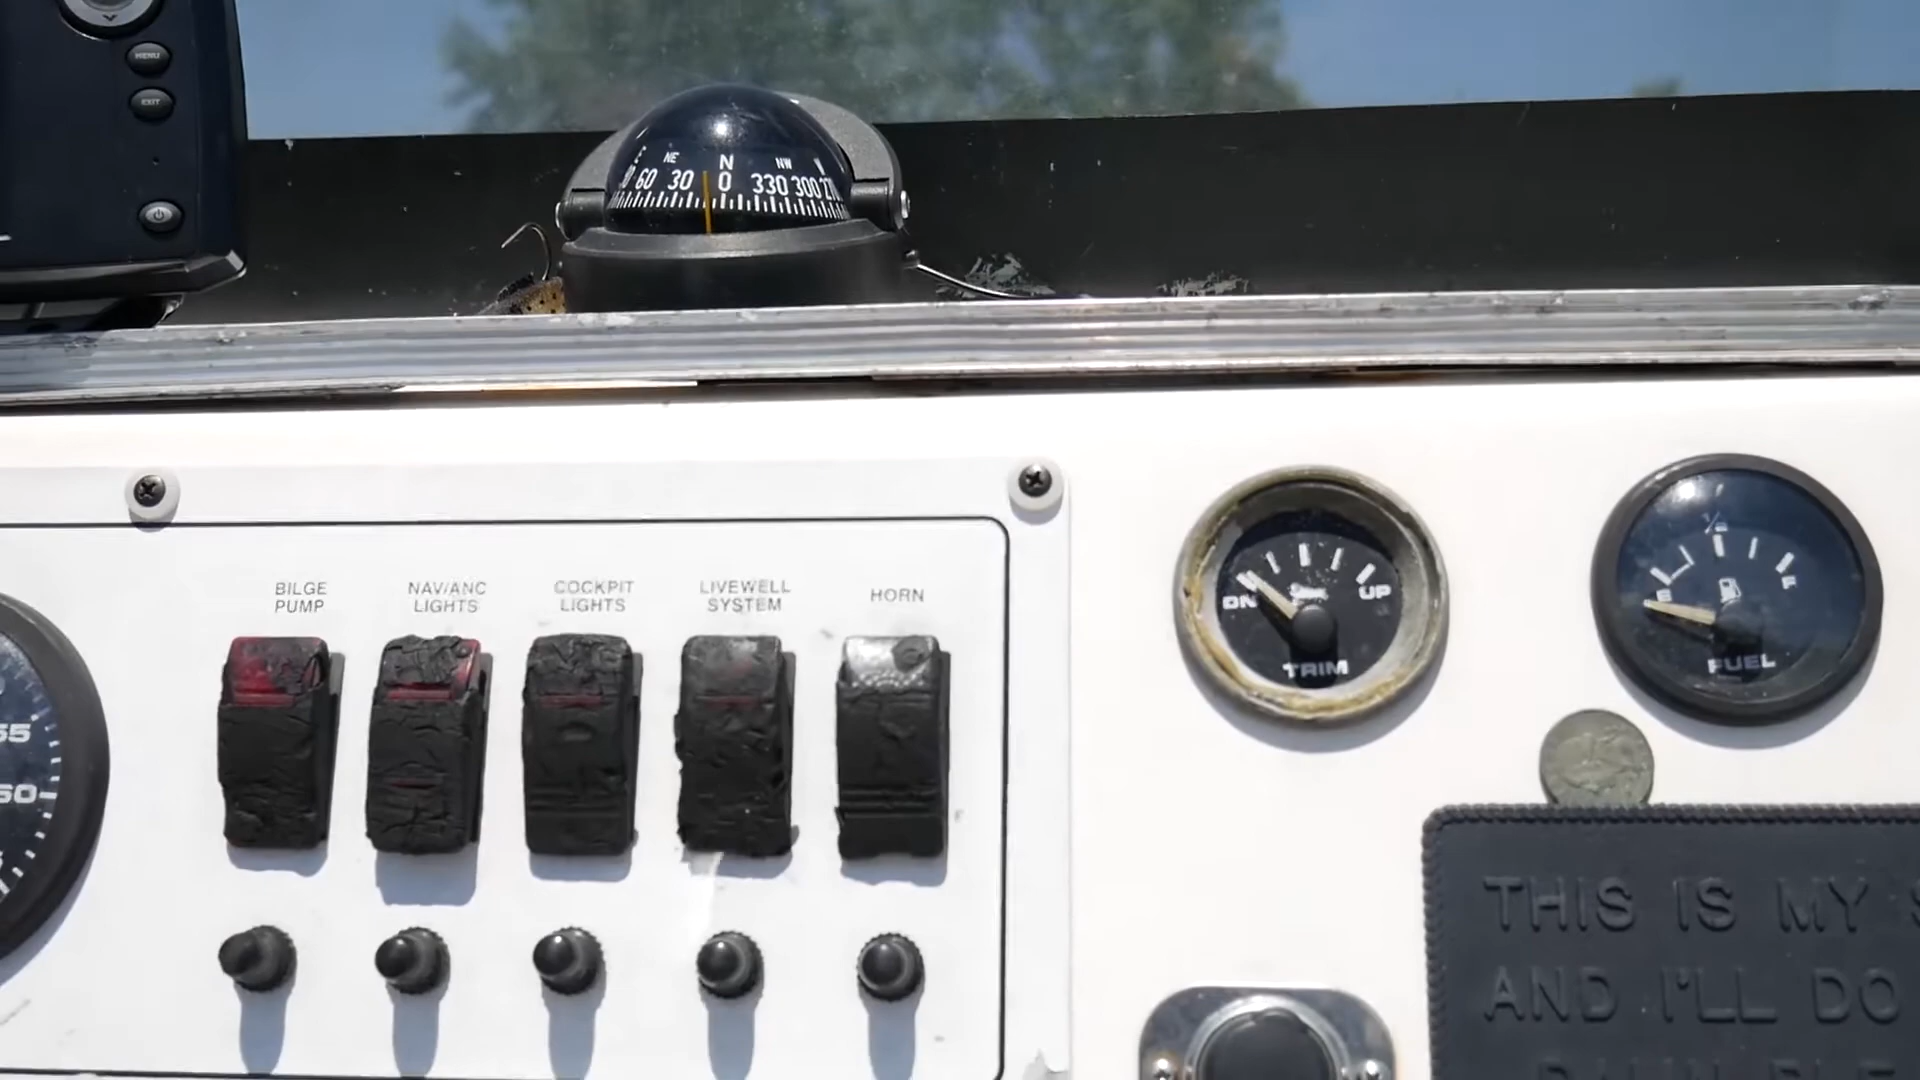 MENU
EXIT
NE N NW W
60 30 0 330 300 27
BILGE PUMP
NAV/ANC LIGHTS
COCKPIT LIGHTS
LIVEWELL SYSTEM
HORN
DN UP
TRIM
1/2
E F
FUEL
55
50
THIS IS MY S
AND I'LL DO